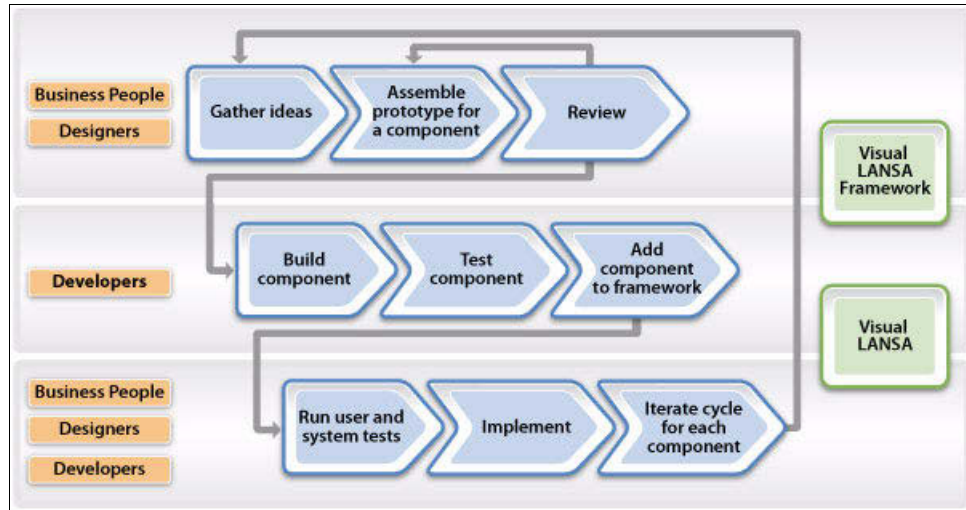 Business People
Designers
Gather ideas
Assemble
prototype for
a component
Review
Visual
LANSA
Framework
Developers
Build
component
Test
component
Add
component
to framework
Visual
LANSA
Business People
Designers
Developers
Run user and
system tests
Implement
Iterate cycle
for each
component